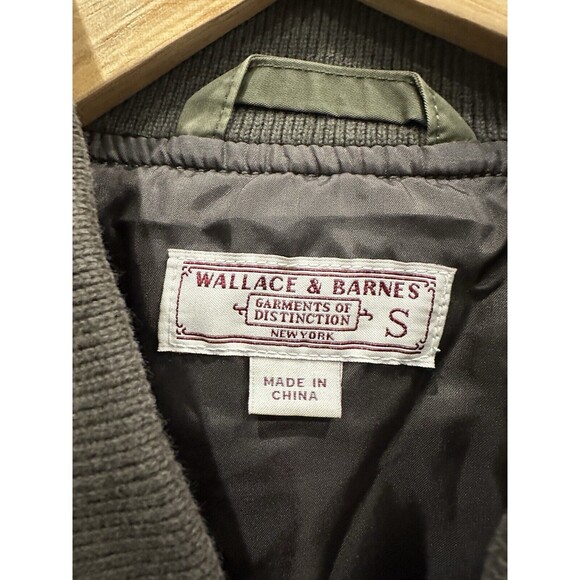 WALLACE & BARNES
GARMENTS OF
DISTINCTION
NEW YORK
S
MADE IN
CHINA